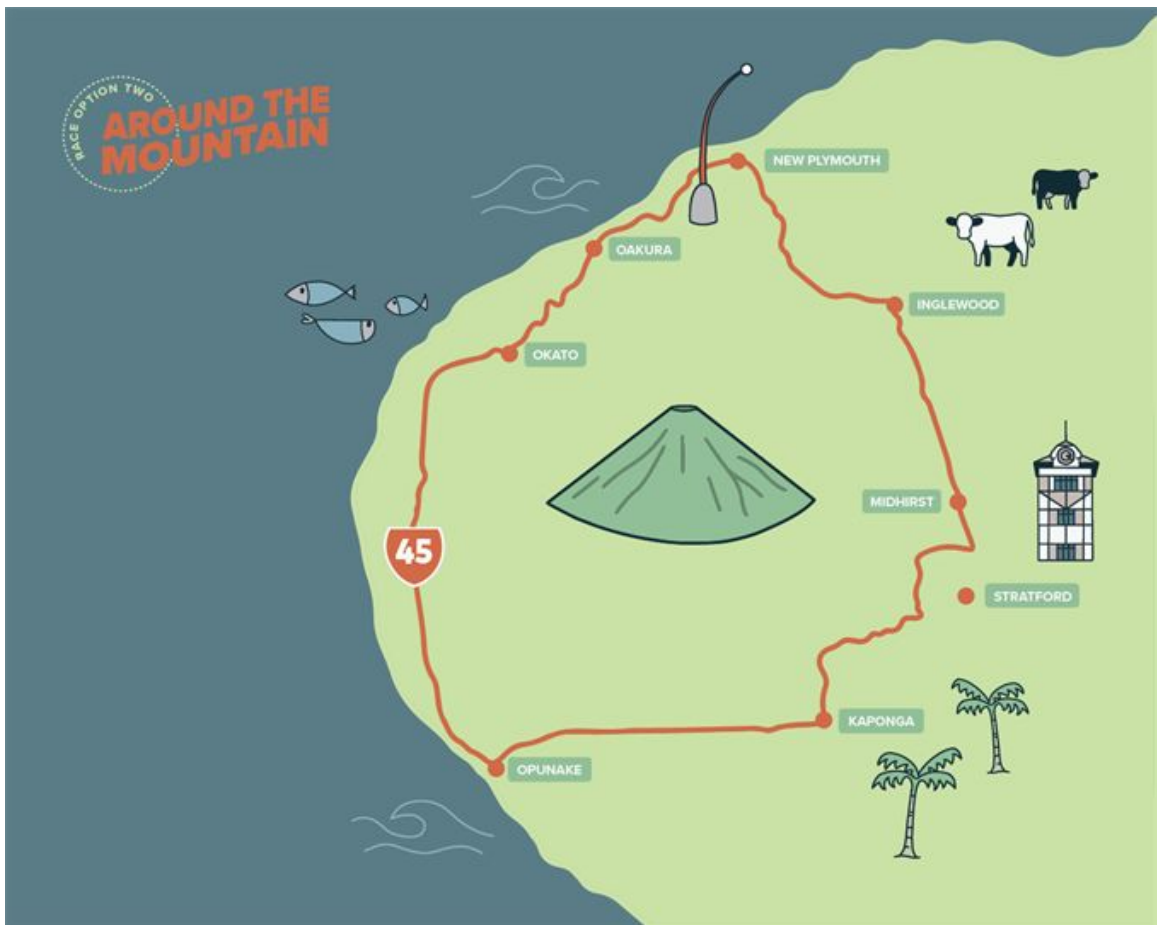 RACE OPTION TWO
AROUND THE
MOUNTAIN
NEW PLYMOUTH
OAKURA
INGLEWOOD
OKATO
MIDHIRST
45
STRATFORD
KAPONGA
OPUNAKE